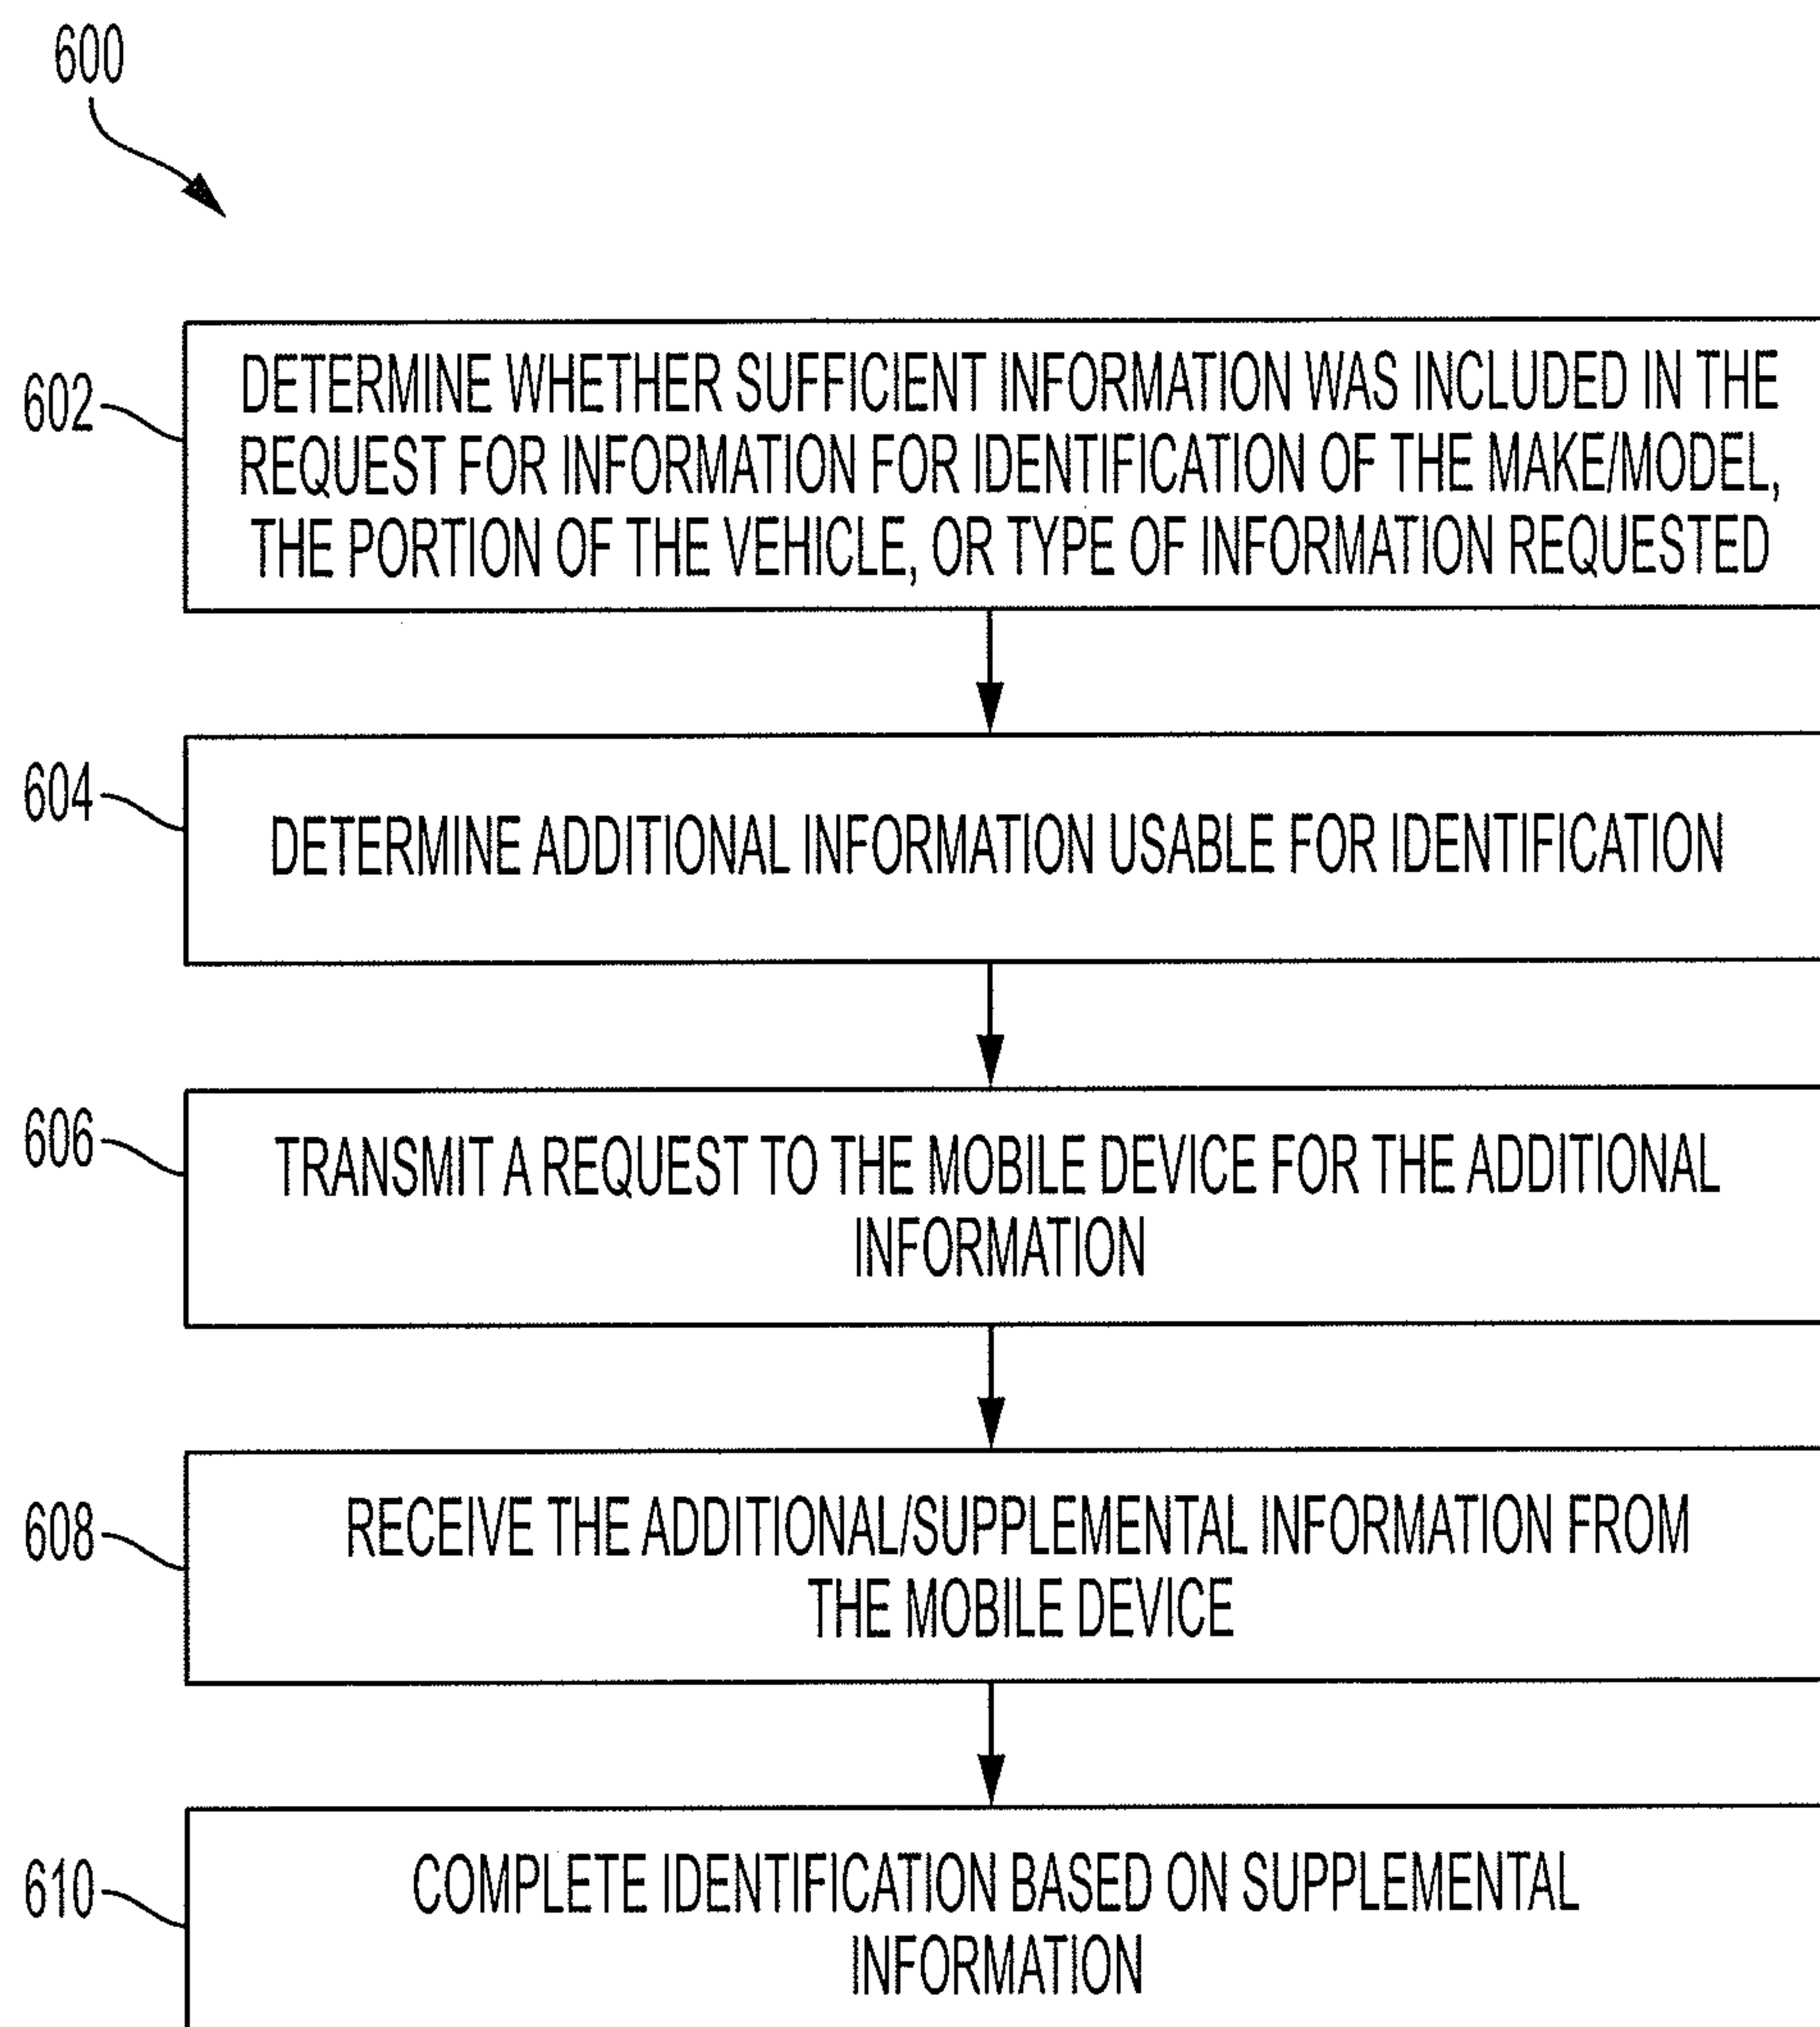 600
602
DETERMINE WHETHER SUFFICIENT INFORMATION WAS INCLUDED IN THE
REQUEST FOR INFORMATION FOR IDENTIFICATION OF THE MAKE/MODEL,
THE PORTION OF THE VEHICLE, OR TYPE OF INFORMATION REQUESTED
604
DETERMINE ADDITIONAL INFORMATION USABLE FOR IDENTIFICATION
606
TRANSMIT A REQUEST TO THE MOBILE DEVICE FOR THE ADDITIONAL
INFORMATION
608
RECEIVE THE ADDITIONAL/SUPPLEMENTAL INFORMATION FROM
THE MOBILE DEVICE
610
COMPLETE IDENTIFICATION BASED ON SUPPLEMENTAL
INFORMATION